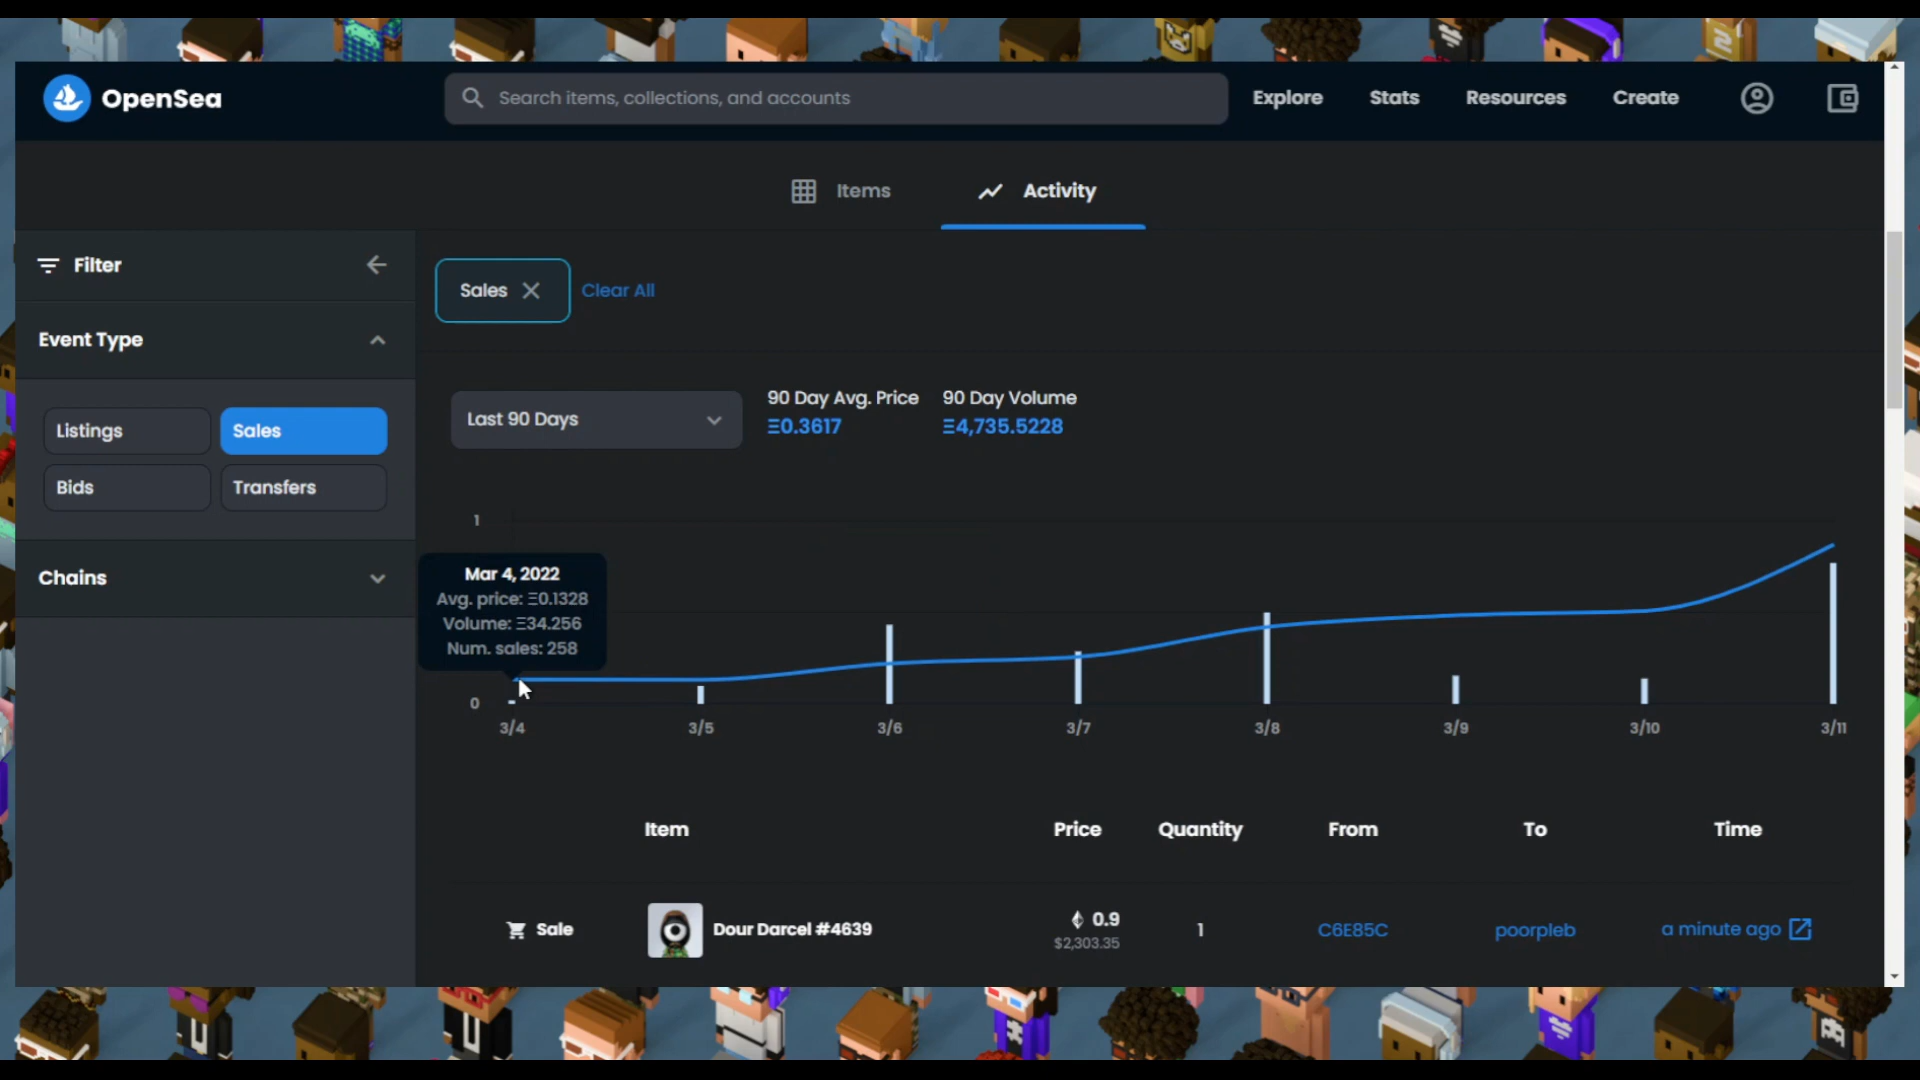 OpenSea
Search items, collections, and accounts
Explore
Stats
Resources
Create
Items
Activity
Filter
Sales
Clear All
Event Type
Listings
Sales
Bids
Transfers
Chains
Last 90 Days
90 Day Avg. Price
Ξ0.3617
90 Day Volume
Ξ4,735.5228
1
Mar 4, 2022
Avg. price: Ξ0.1328
Volume: Ξ34.256
Num. sales: 258
0
3/4
3/5
3/6
3/7
3/8
3/9
3/10
3/11
Item
Price
Quantity
From
To
Time
Sale
Dour Darcel #4639
0.9
$2,303.35
1
C6E85C
poorpleb
a minute ago